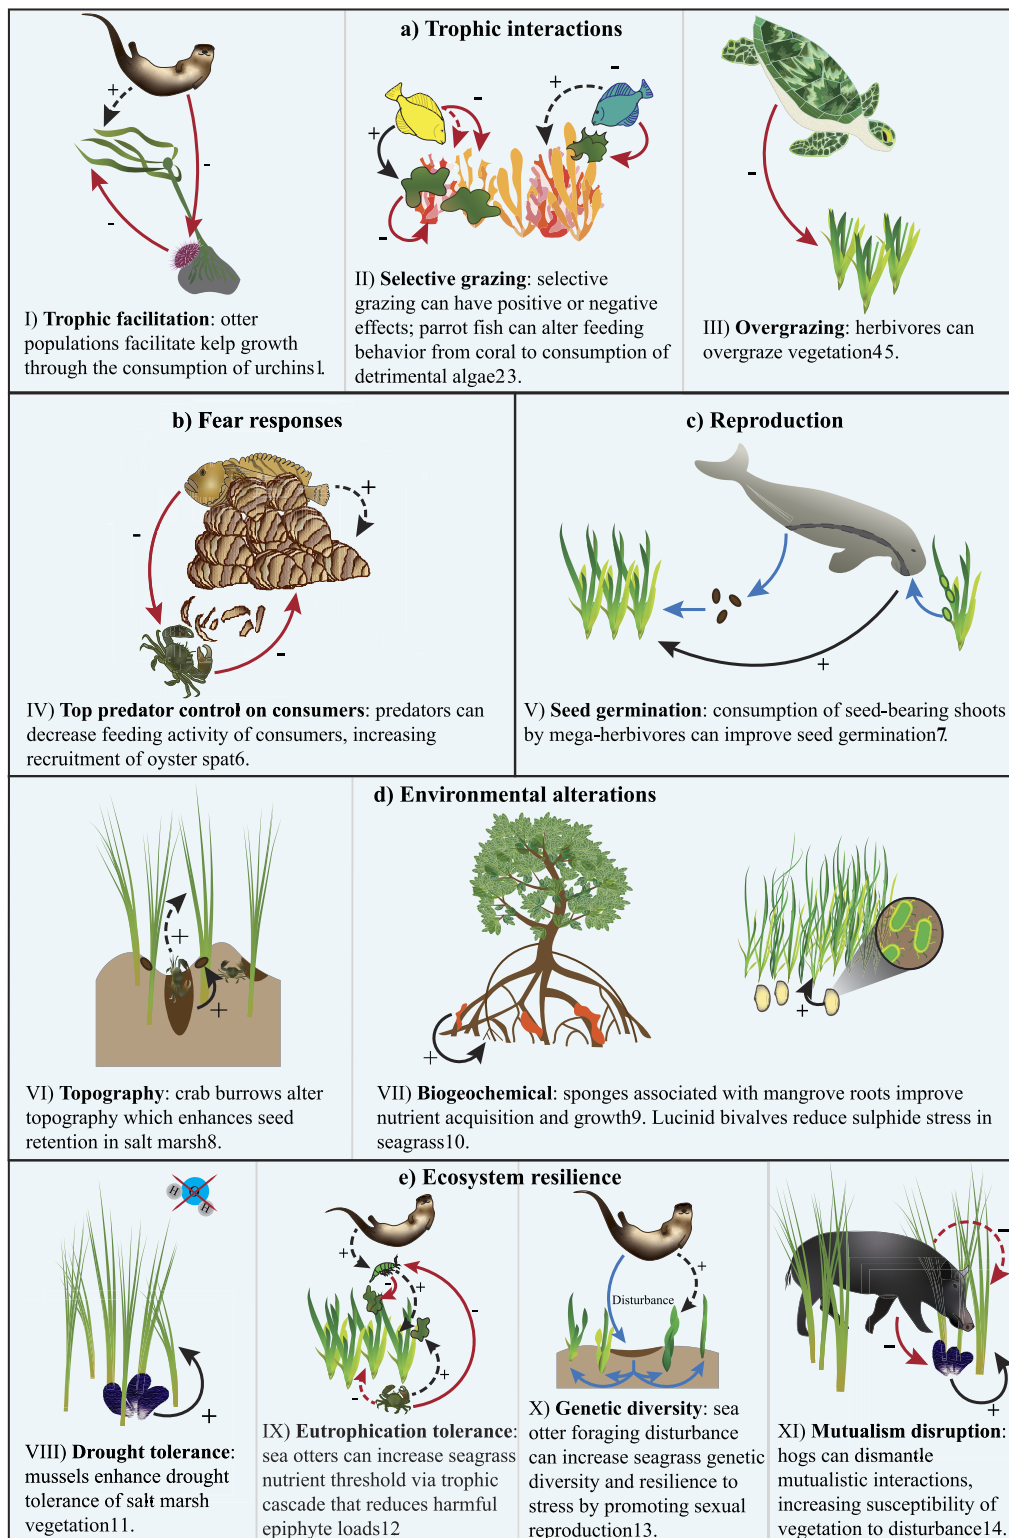 a) Trophic interactions
+
-
-
+
-
-
+
-
-
-
I) Trophic facilitation: otter
populations facilitate kelp growth
through the consumption of urchins1.
II) Selective grazing: selective
grazing can have positive or negative
effects; parrot fish can alter feeding
behavior from coral to consumption of
detrimental algae23.
III) Overgrazing: herbivores can
overgraze vegetation45.
b) Fear responses
-
+
-
IV) Top predator control on consumers: predators can
decrease feeding activity of consumers, increasing
recruitment of oyster spat6.
c) Reproduction
+
V) Seed germination: consumption of seed-bearing shoots
by mega-herbivores can improve seed germination7.
d) Environmental alterations
+
+
+
+
VI) Topography: crab burrows alter
topography which enhances seed
retention in salt marsh8.
VII) Biogeochemical: sponges associated with mangrove roots improve
nutrient acquisition and growth9. Lucinid bivalves reduce sulphide stress in
seagrass10.
e) Ecosystem resilience
H
O
H
+
VIII) Drought tolerance:
mussels enhance drought
tolerance of salt marsh
vegetation11.
+
-
+
-
+
-
IX) Eutrophication tolerance:
sea otters can increase seagrass
nutrient threshold via trophic
cascade that reduces harmful
epiphyte loads12
+
Disturbance
X) Genetic diversity: sea
otter foraging disturbance
can increase seagrass genetic
diversity and resilience to
stress by promoting sexual
reproduction13.
-
-
+
XI) Mutualism disruption:
hogs can dismantle
mutualistic interactions,
increasing susceptibility of
vegetation to disturbance14.